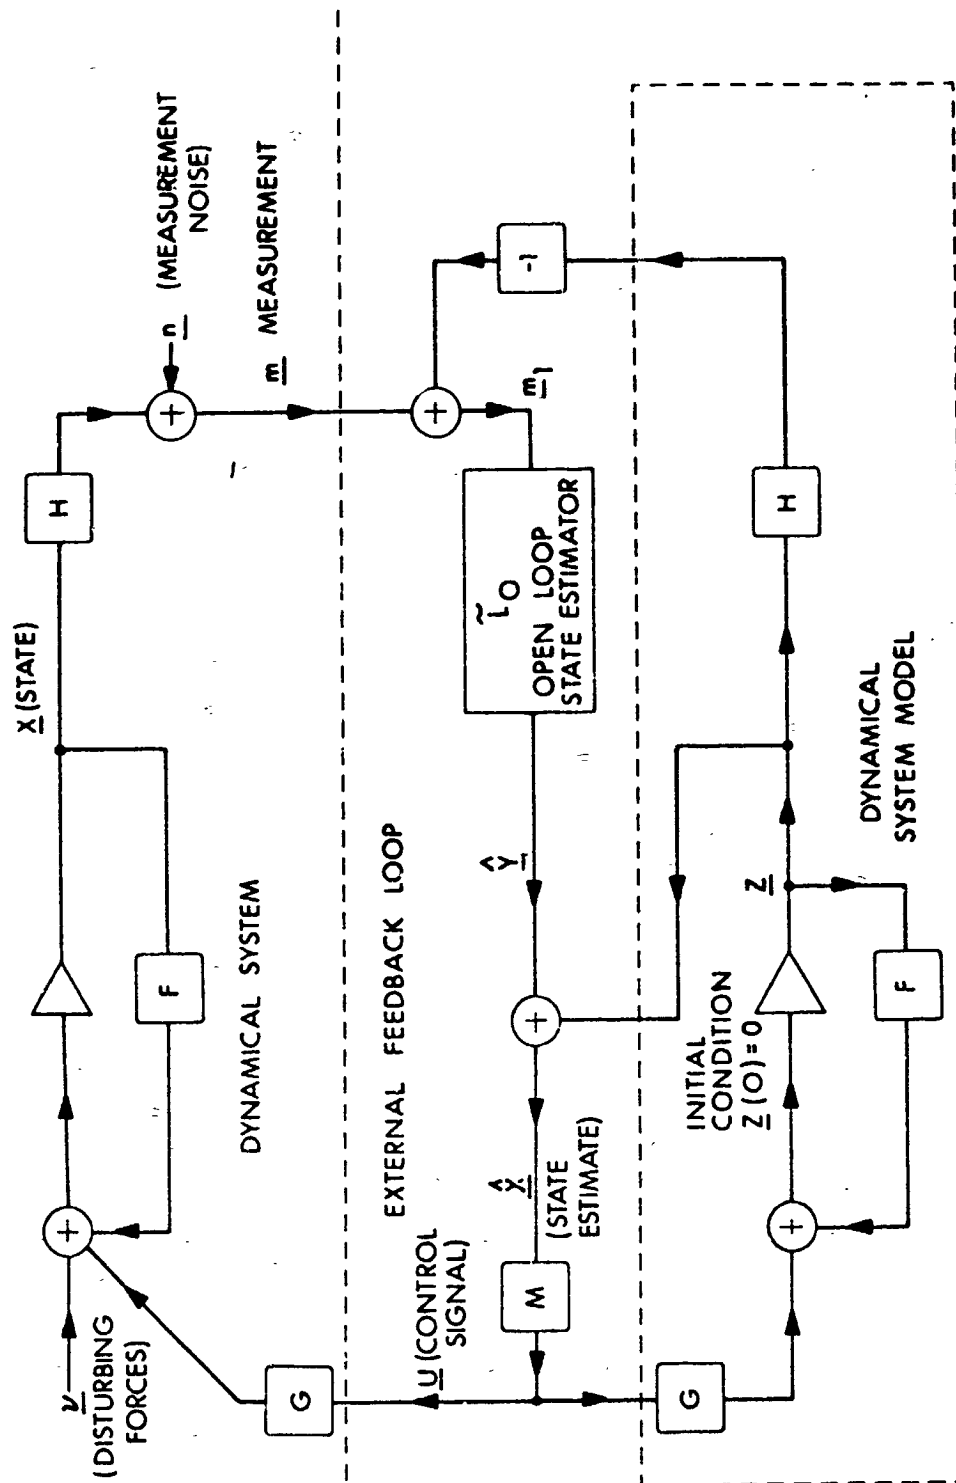 ν
(DISTURBING
FORCES)
+
F
X (STATE)
H
+
n (MEASUREMENT
NOISE)
m MEASUREMENT
DYNAMICAL SYSTEM
G
EXTERNAL FEEDBACK LOOP
U (CONTROL
SIGNAL)
M
X̂
(STATE
ESTIMATE)
+
Ŷ
l̃O
OPEN LOOP
STATE ESTIMATOR
m1
+
-1
G
+
INITIAL
CONDITION
Z (O) = O
Z
F
H
DYNAMICAL
SYSTEM MODEL